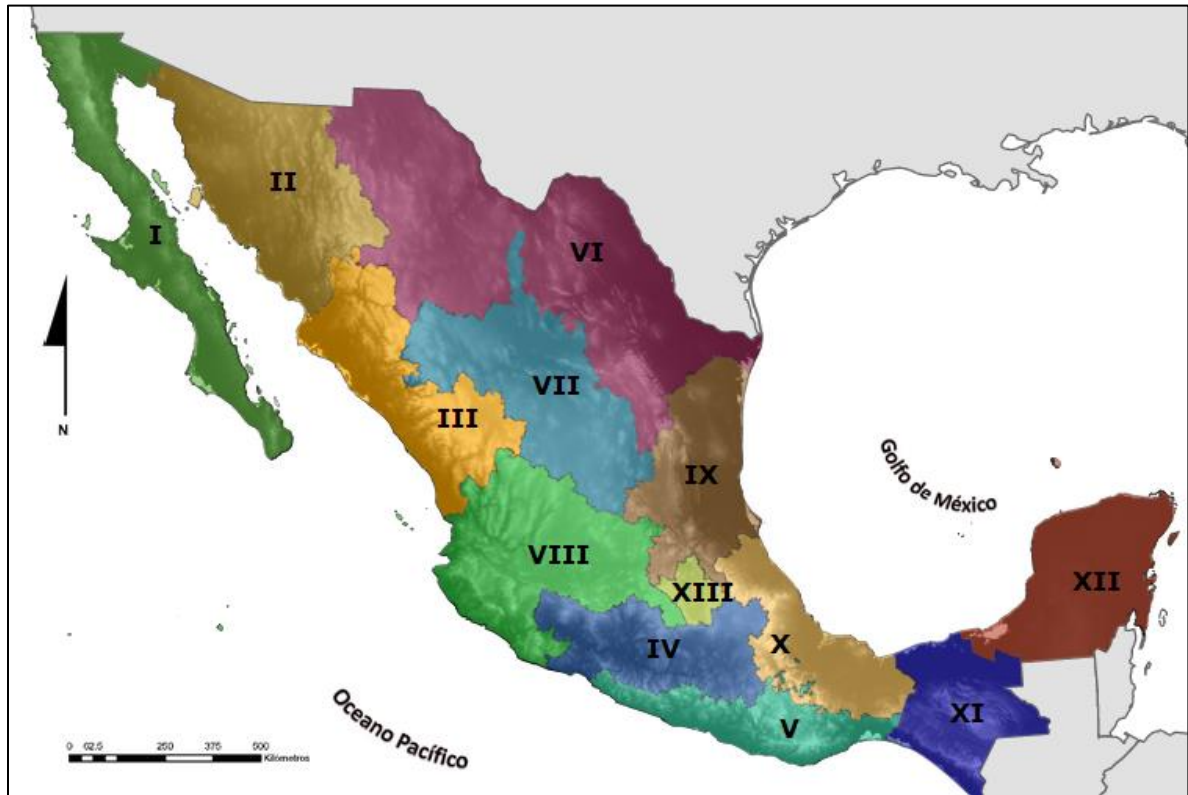 II
I
VI
VII
III
IX
Golfo de México
VIII
XIII
XII
IV
X
XI
V
Oceano Pacífico
N
0 62.5 250 375 500
Kilómetros